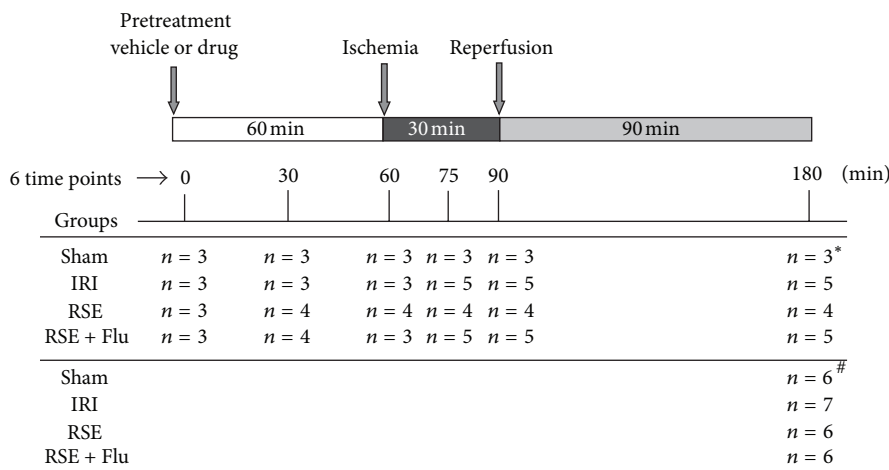 Pretreatment
vehicle or drug
Ischemia
Reperfusion
60 min
30 min
90 min
6 time points → 0 30 60 75 90 180 (min)
Groups
Sham n = 3 n = 3 n = 3 n = 3 n = 3 n = 3*
IRI n = 3 n = 3 n = 3 n = 5 n = 5 n = 5
RSE n = 3 n = 4 n = 4 n = 4 n = 4 n = 4
RSE + Flu n = 3 n = 4 n = 3 n = 5 n = 5 n = 5
Sham n = 6#
IRI n = 7
RSE n = 6
RSE + Flu n = 6